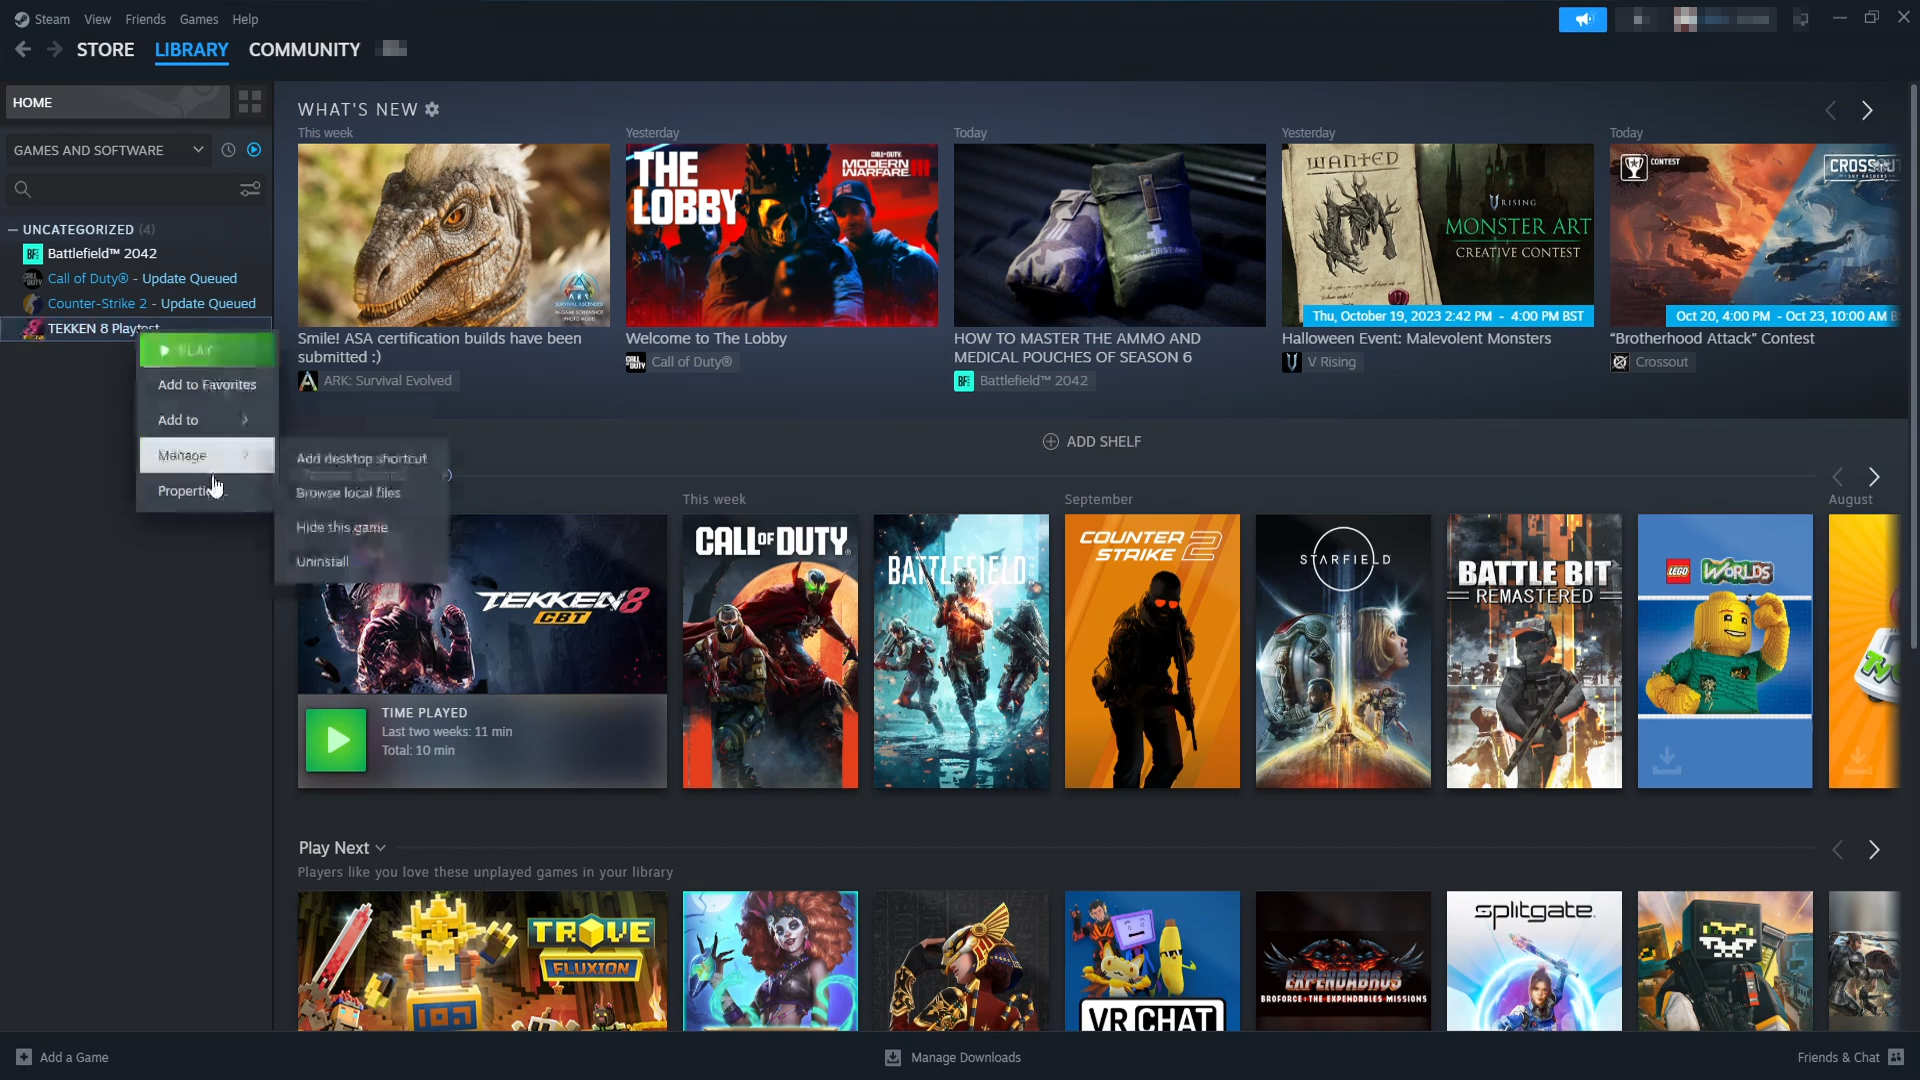 Steam View Friends Games Help
STORE LIBRARY COMMUNITY
HOME
GAMES AND SOFTWARE
UNCATEGORIZED (4)
Battlefield™ 2042
Call of Duty® - Update Queued
Counter-Strike 2 - Update Queued
TEKKEN 8 Playtest
PLAY
Add to Favorites
Add to
Manage
Properties...
Add desktop shortcut
Browse local files
Hide this game
Uninstall
WHAT'S NEW
This week
Yesterday
Today
Yesterday
Today
ARK
SURVIVAL ASCENDED
IN-GAME SCREENSHOT
(PHOTO MODE)
THE
LOBBY
CALL OF DUTY
MODERN
WARFARE III
WANTED
V RISING
MONSTER ART
CREATIVE CONTEST
Thu, October 19, 2023 2:42 PM - 4:00 PM BST
CONTEST
Oct 20, 4:00 PM - Oct 23, 10:00 AM
Smile! ASA certification builds have been
submitted :)
ARK: Survival Evolved
Welcome to The Lobby
Call of Duty®
HOW TO MASTER THE AMMO AND
MEDICAL POUCHES OF SEASON 6
Battlefield™ 2042
Halloween Event: Malevolent Monsters
V Rising
“Brotherhood Attack” Contest
Crossout
ADD SHELF
This week
September
August
TEKKEN 8
CBT
TIME PLAYED
Last two weeks: 11 min
Total: 10 min
CALL OF DUTY®
BATTLEFIELD
COUNTER
STRIKE 2
STARFIELD
BATTLE BIT
REMASTERED
LEGO WORLDS
Play Next
Players like you love these unplayed games in your library
TROVE
FLUXION
VRCHAT
EXPENDABROS
BROFORCE: THE EXPENDABLES MISSIONS
splitgate
Add a Game
Manage Downloads
Friends & Chat